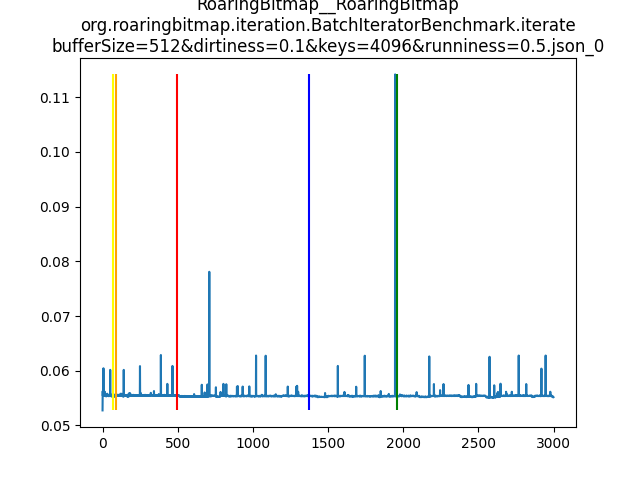 RoaringBitmap__RoaringBitmap
org.roaringbitmap.iteration.BatchIteratorBenchmark.iterate
bufferSize=512&dirtiness=0.1&keys=4096&runniness=0.5.json_0
0.11
0.10
0.09
0.08
0.07
0.06
0.05
0 500 1000 1500 2000 2500 3000